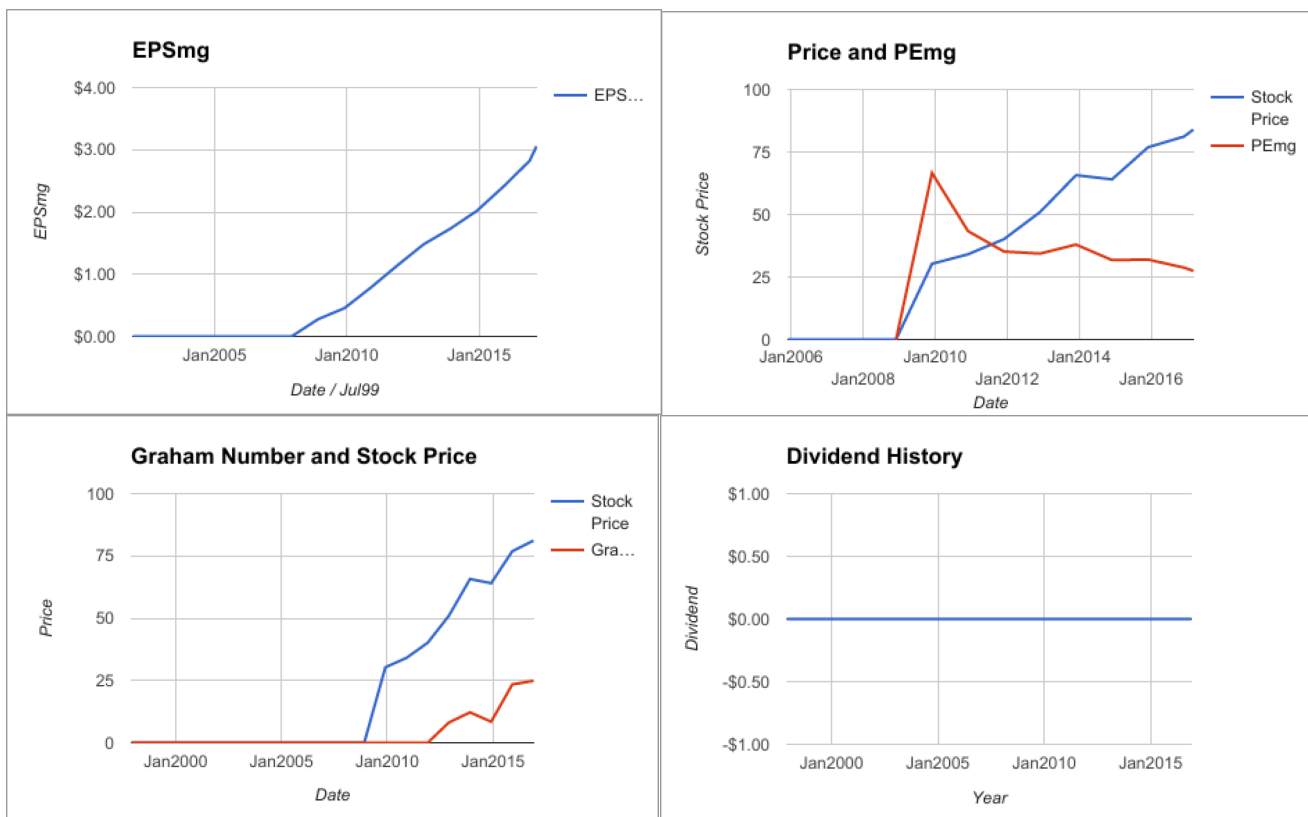 EPSmg
$4.00
$3.00
$2.00
$1.00
$0.00
EPSmg
Jan2005
Jan2010
Jan2015
Date / Jul99
EPS…
Price and PEmg
100
75
50
25
0
Stock Price
Jan2006
Jan2008
Jan2010
Jan2012
Jan2014
Jan2016
Date
Stock
Price
PEmg
Graham Number and Stock Price
100
75
50
25
0
Price
Jan2000
Jan2005
Jan2010
Jan2015
Date
Stock
Price
Gra…
Dividend History
$1.00
$0.50
$0.00
-$0.50
-$1.00
Dividend
Jan2000
Jan2005
Jan2010
Jan2015
Year